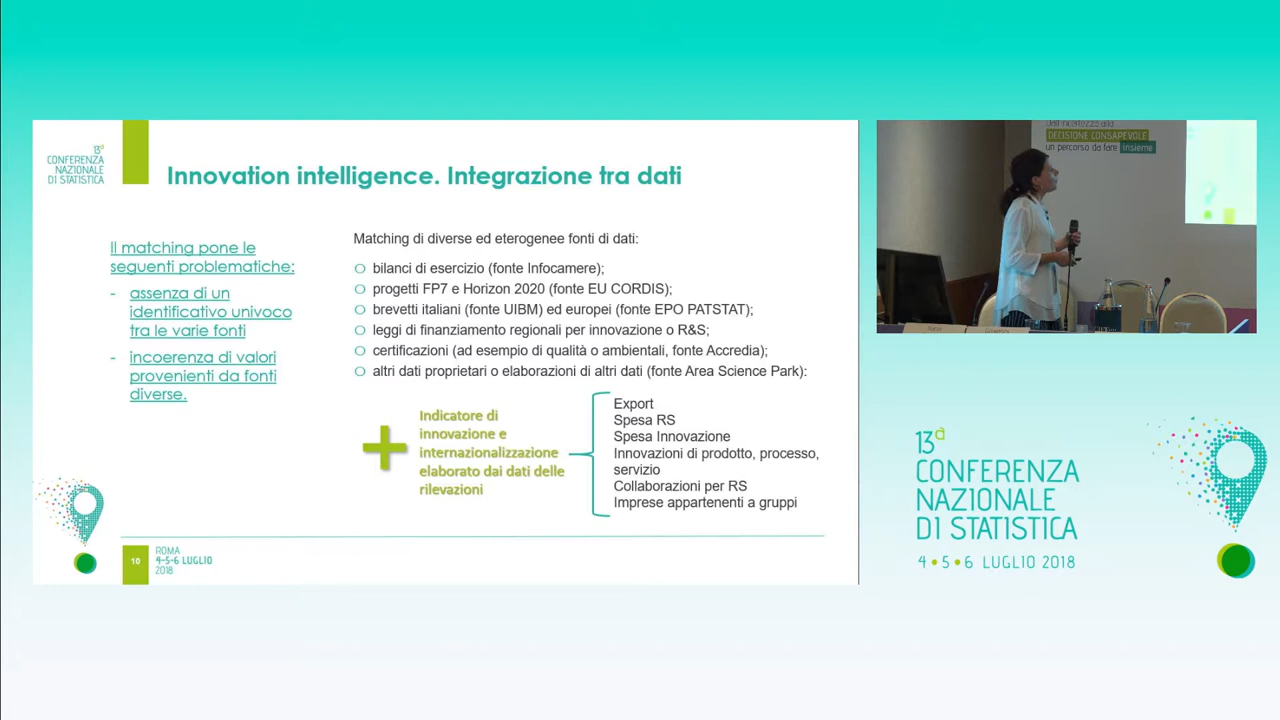 13ª
CONFERENZA
NAZIONALE
DI STATISTICA
Innovation intelligence. Integrazione tra dati
Il matching pone le
seguenti problematiche:
- assenza di un
identificativo univoco
tra le varie fonti
- incoerenza di valori
provenienti da fonti
diverse.
Matching di diverse ed eterogenee fonti di dati:
bilanci di esercizio (fonte Infocamere);
progetti FP7 e Horizon 2020 (fonte EU CORDIS);
brevetti italiani (fonte UIBM) ed europei (fonte EPO PATSTAT);
leggi di finanziamento regionali per innovazione o R&S;
certificazioni (ad esempio di qualità o ambientali, fonte Accredia);
altri dati proprietari o elaborazioni di altri dati (fonte Area Science Park):
Indicatore di
innovazione e
internazionalizzazione
elaborato dai dati delle
rilevazioni
Export
Spesa RS
Spesa Innovazione
Innovazioni di prodotto, processo,
servizio
Collaborazioni per RS
Imprese appartenenti a gruppi
10
ROMA
4-5-6 LUGLIO
2018
DECISIONE CONSAPEVOLE
un percorso da fare insieme
13ª
CONFERENZA
NAZIONALE
DI STATISTICA
4•5•6 LUGLIO 2018